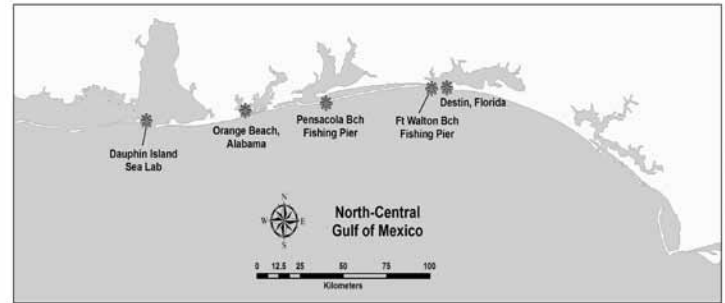 Dauphin Island
Sea Lab
Orange Beach,
Alabama
Pensacola Bch
Fishing Pier
Ft Walton Bch
Fishing Pier
Destin, Florida
N
W E
S
North-Central
Gulf of Mexico
0 12.5 25 50 75 100
Kilometers